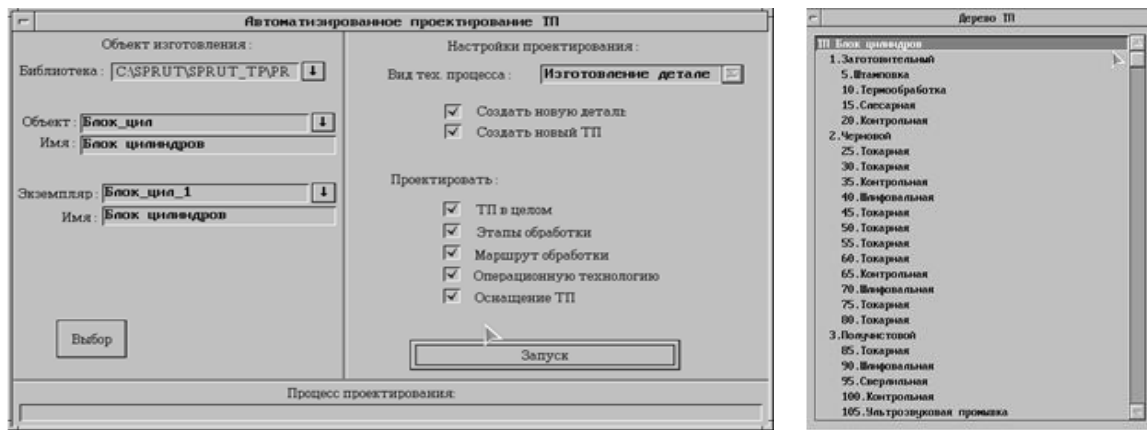 Автоматизированное проектирование ТП
Объект изготовления:
Библиотека: C:\SPRUT\SPRUT_TP\PR
Объект: Блок_цил
Имя: Блок цилиндров
Экземпляр: Блок_цил_1
Имя: Блок цилиндров
Выбор
Настройки проектирования:
Вид тех. процесса: Изготовление детале
Создать новую деталь
Создать новый ТП
Проектировать:
ТП в целом
Этапы обработки
Маршрут обработки
Операционную технологию
Оснащение ТП
Запуск
Процесс проектирования:
Дерево ТП
ТП Блок цилиндров
1.Заготовительный
5.Штамповка
10.Термообработка
15.Слесарная
20.Контрольная
2.Черновой
25.Токарная
30.Токарная
35.Контрольная
40.Шлифовальная
45.Токарная
50.Токарная
55.Токарная
60.Токарная
65.Контрольная
70.Шлифовальная
75.Токарная
80.Токарная
3.Получистовой
85.Токарная
90.Шлифовальная
95.Сверлильная
100.Контрольная
105.Ультрозвуковая промывка